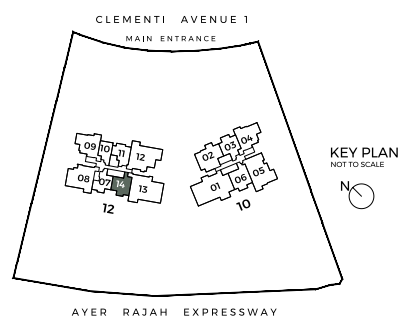 CLEMENTI AVENUE 1
MAIN ENTRANCE
09 10 11 12
08 07 14 13
12
02 03 04
01 06 05
10
KEY PLAN
NOT TO SCALE
N
AYER RAJAH EXPRESSWAY